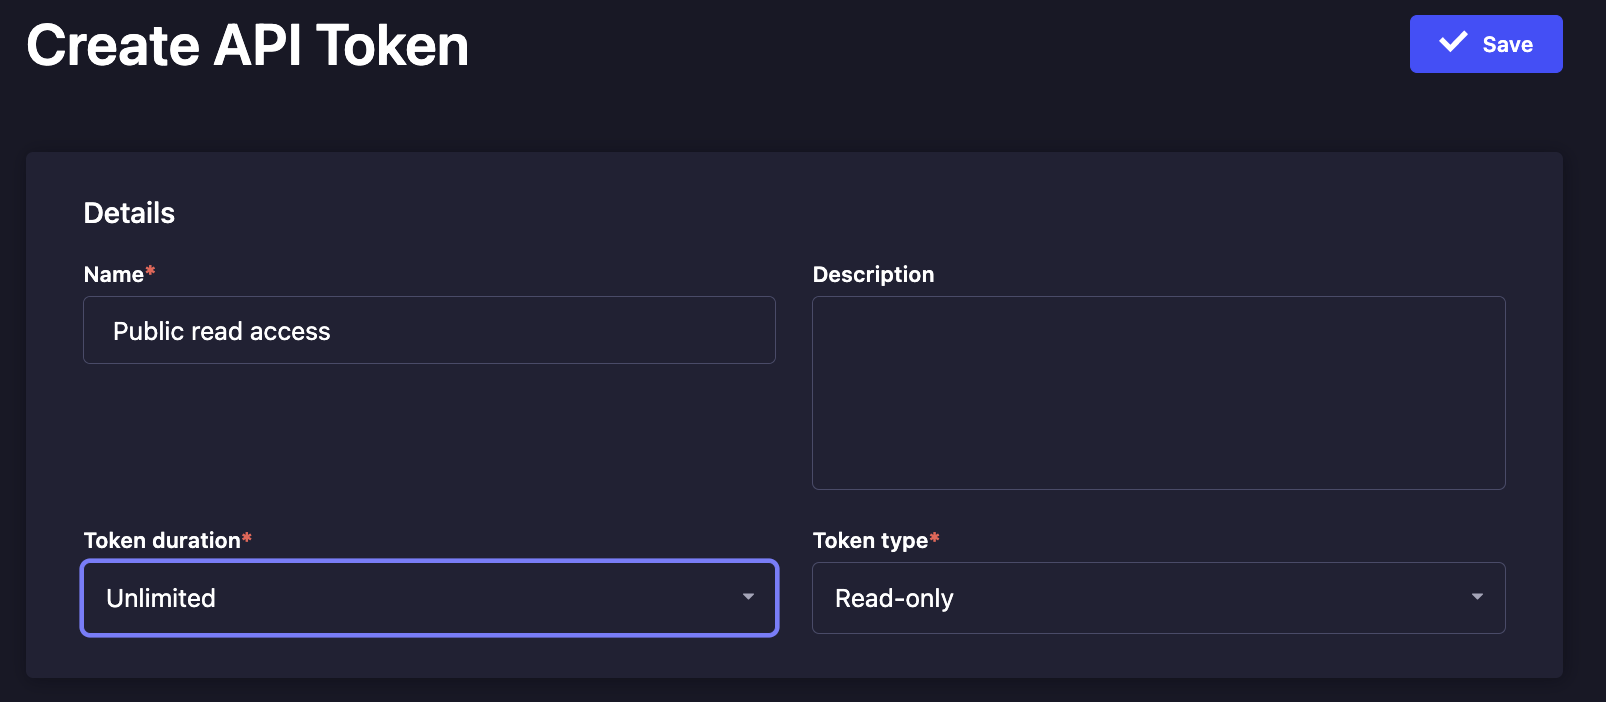 Create API Token
Save
Details
Name*
Public read access
Description
Token duration*
Unlimited
Token type*
Read-only